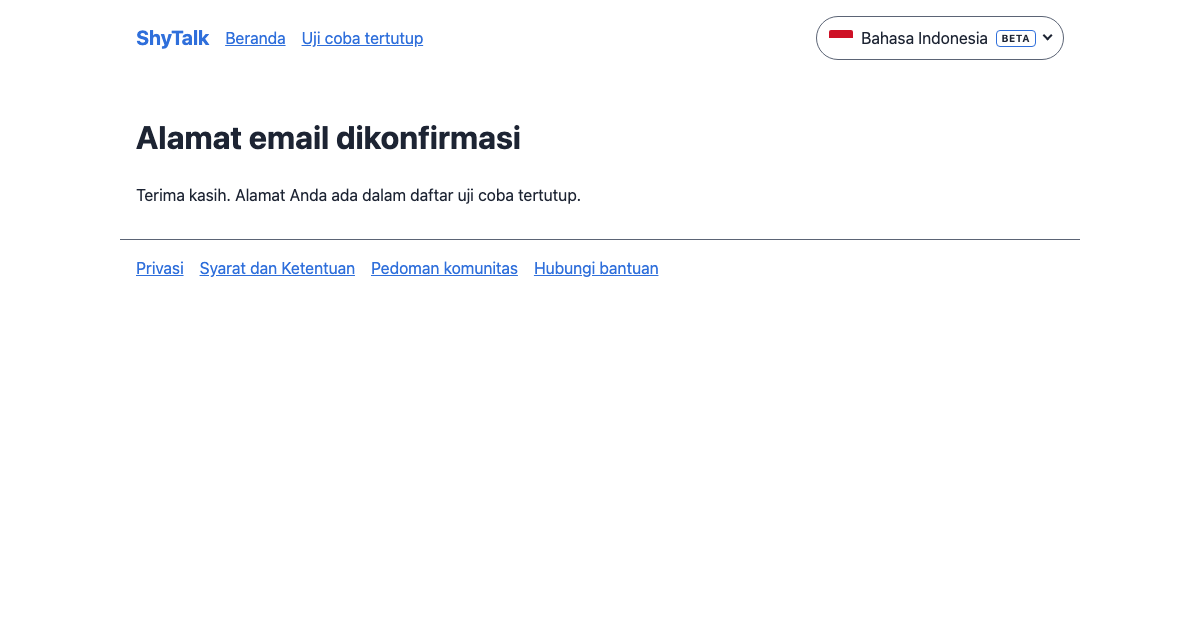 ShyTalk Beranda Uji coba tertutup Bahasa Indonesia BETA
Alamat email dikonfirmasi
Terima kasih. Alamat Anda ada dalam daftar uji coba tertutup.
Privasi Syarat dan Ketentuan Pedoman komunitas Hubungi bantuan